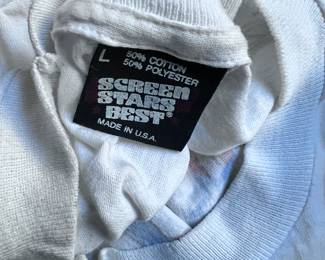 L
50% COTTON
50% POLYESTER
SCREEN
STARS
BEST®
MADE IN U.S.A.